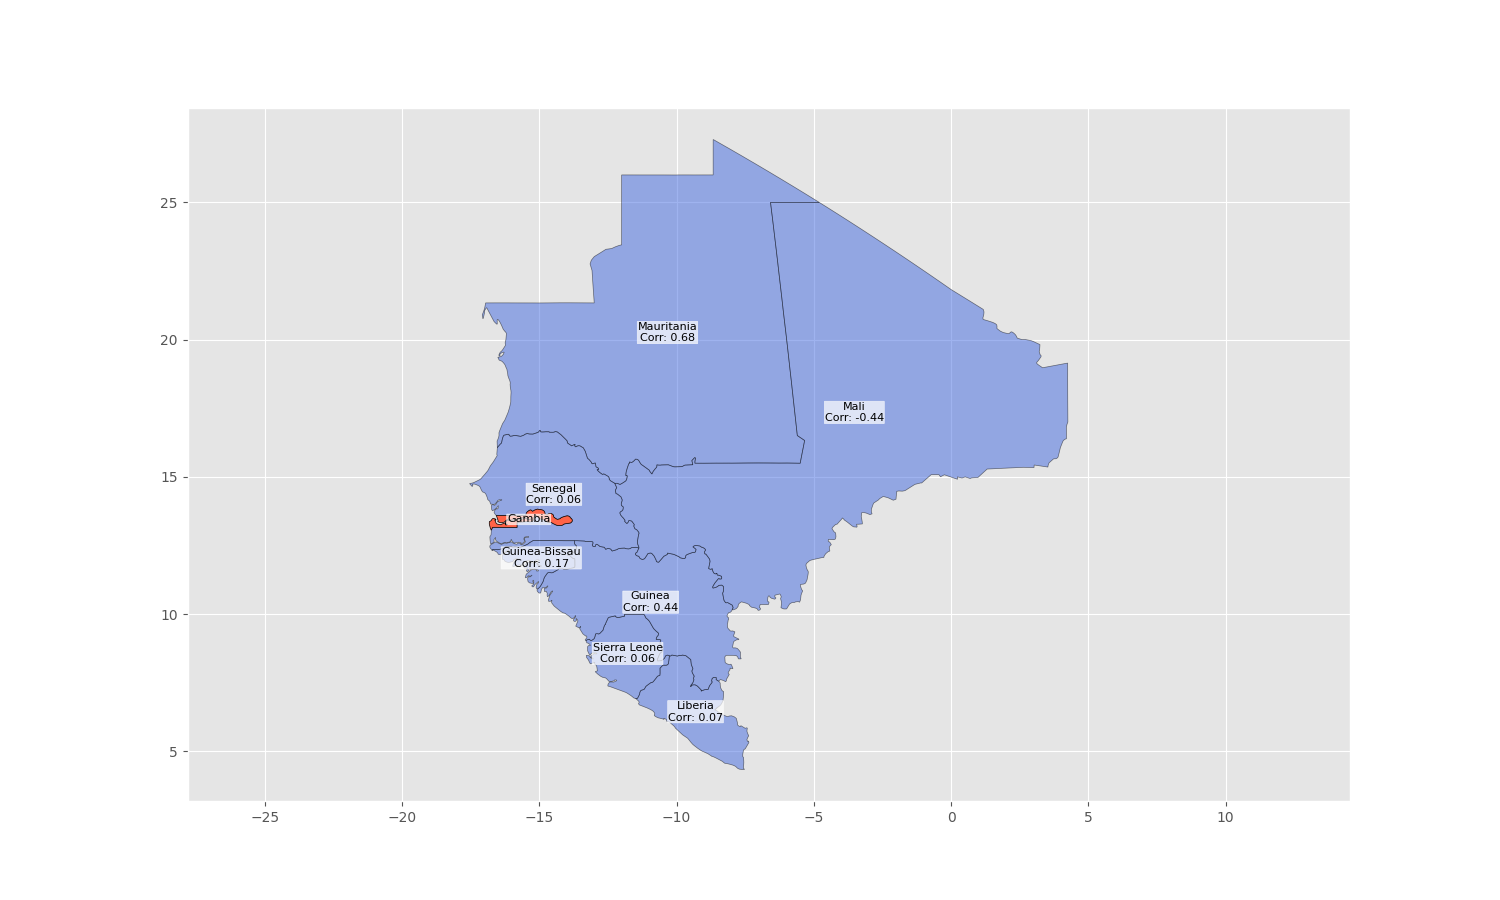 25
20
15
10
5
Mauritania
Corr: 0.68
Mali
Corr: -0.44
Senegal
Corr: 0.06
Gambia
Guinea-Bissau
Corr: 0.17
Guinea
Corr: 0.44
Sierra Leone
Corr: 0.06
Liberia
Corr: 0.07
−25 −20 −15 −10 −5 0 5 10